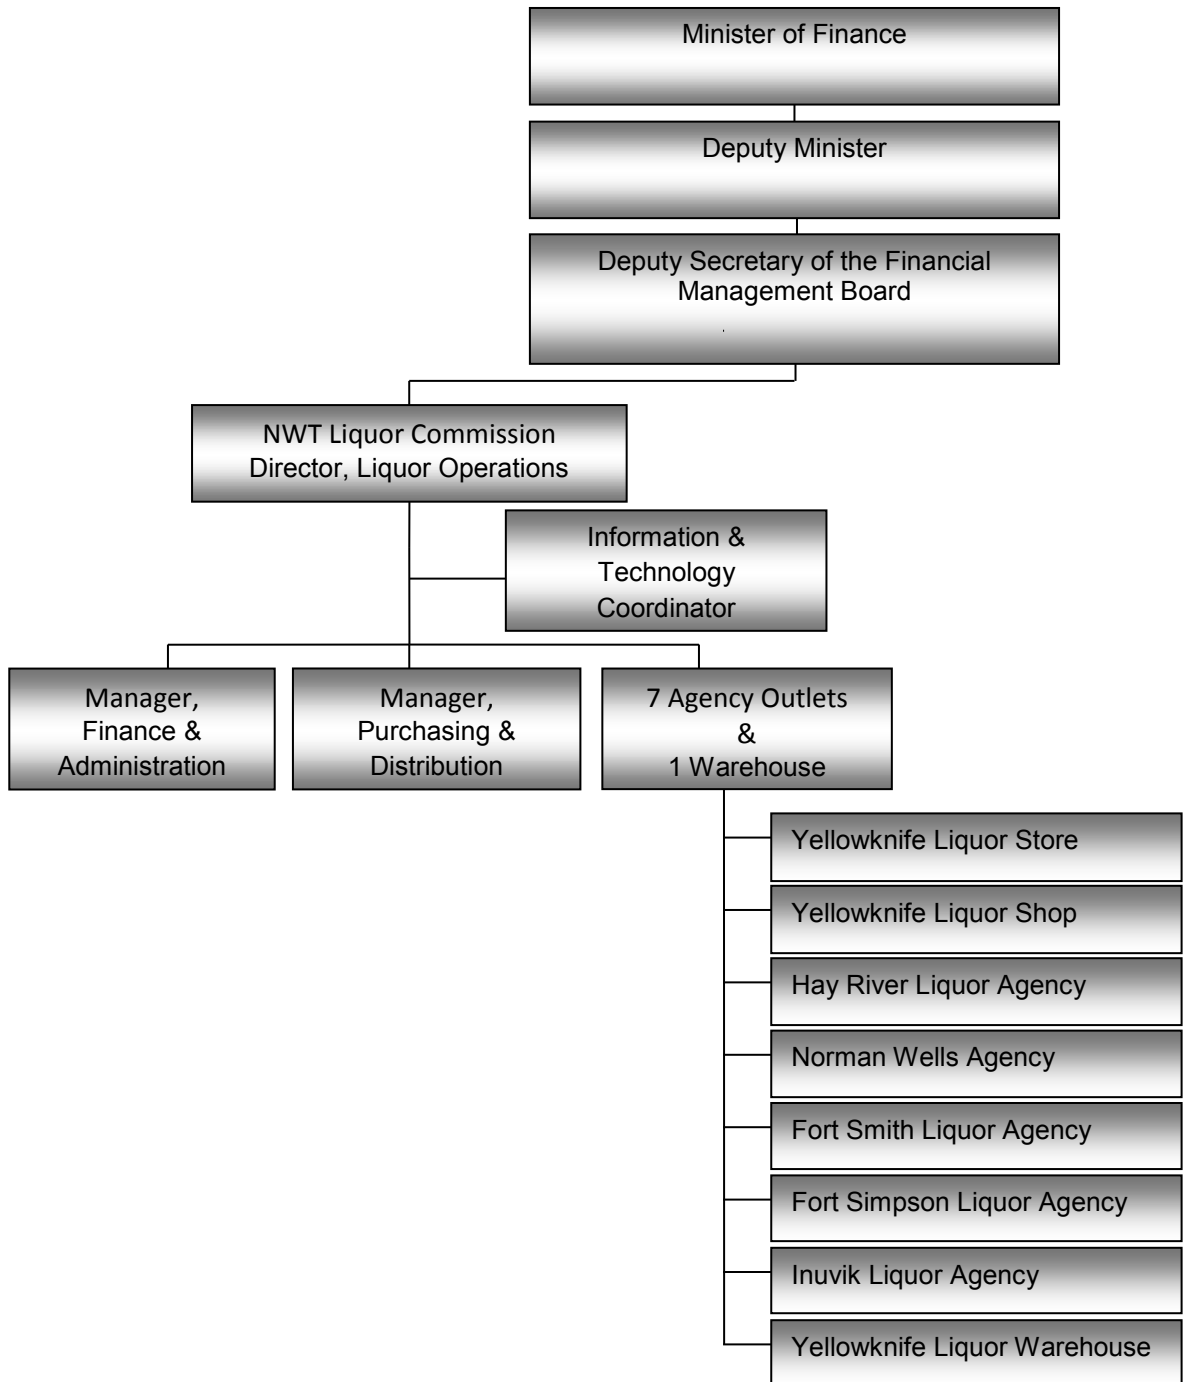 Minister of Finance
Deputy Minister
Deputy Secretary of the Financial
Management Board
.
NWT Liquor Commission
Director, Liquor Operations
Information &
Technology
Coordinator
Manager,
Finance &
Administration
Manager,
Purchasing &
Distribution
7 Agency Outlets
&
1 Warehouse
Yellowknife Liquor Store
Yellowknife Liquor Shop
Hay River Liquor Agency
Norman Wells Agency
Fort Smith Liquor Agency
Fort Simpson Liquor Agency
Inuvik Liquor Agency
Yellowknife Liquor Warehouse